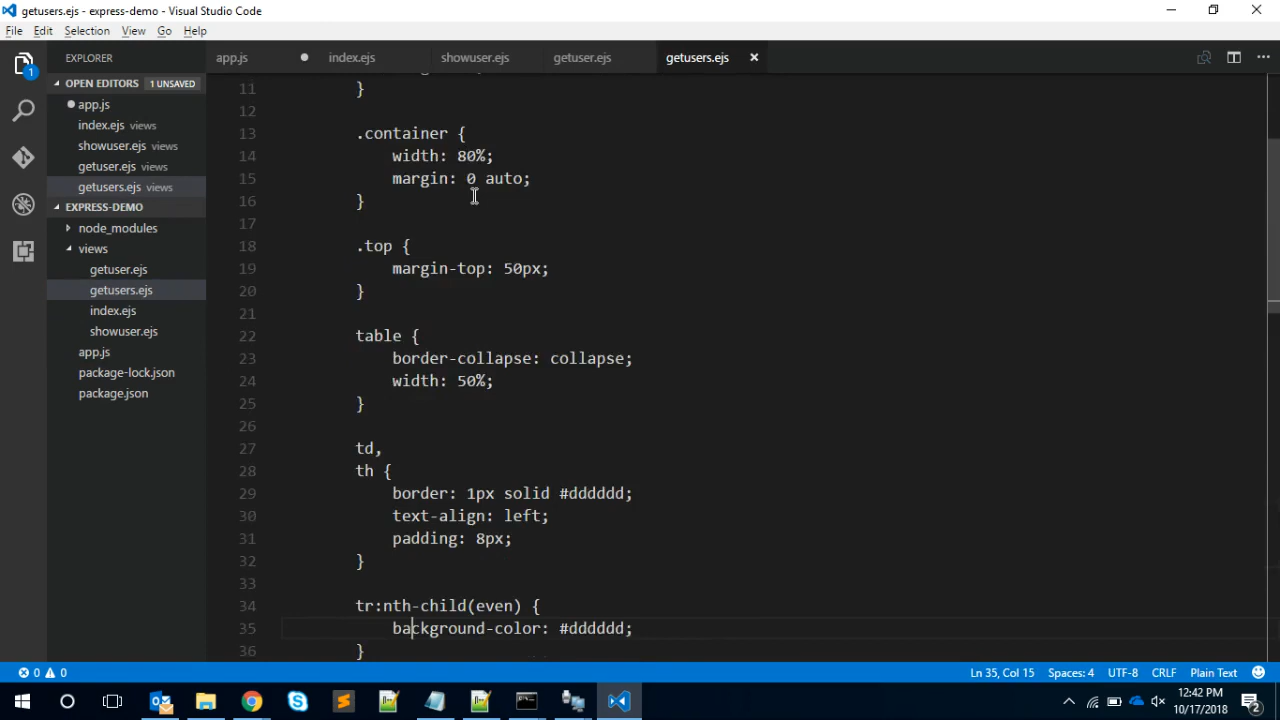 getusers.ejs - express-demo - Visual Studio Code
File Edit Selection View Go Help
EXPLORER
app.js index.ejs showuser.ejs getuser.ejs getusers.ejs
OPEN EDITORS 1 UNSAVED
app.js
index.ejs views
showuser.ejs views
getuser.ejs views
getusers.ejs views
EXPRESS-DEMO
node_modules
views
getuser.ejs
getusers.ejs
index.ejs
showuser.ejs
app.js
package-lock.json
package.json
1
11 }
12
13 .container {
14 width: 80%;
15 margin: 0 auto;
16 }
17
18 .top {
19 margin-top: 50px;
20 }
21
22 table {
23 border-collapse: collapse;
24 width: 50%;
25 }
26
27 td,
28 th {
29 border: 1px solid #dddddd;
30 text-align: left;
31 padding: 8px;
32 }
33
34 tr:nth-child(even) {
35 background-color: #dddddd;
36 }
0 0 Ln 35, Col 15 Spaces: 4 UTF-8 CRLF Plain Text
12:42 PM
10/17/2018
2